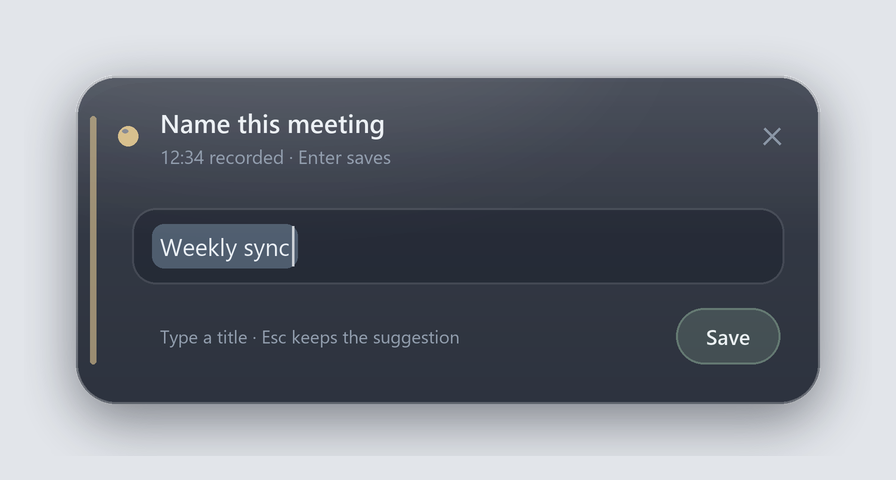 Name this meeting
12:34 recorded · Enter saves
Weekly sync
Type a title · Esc keeps the suggestion
Save